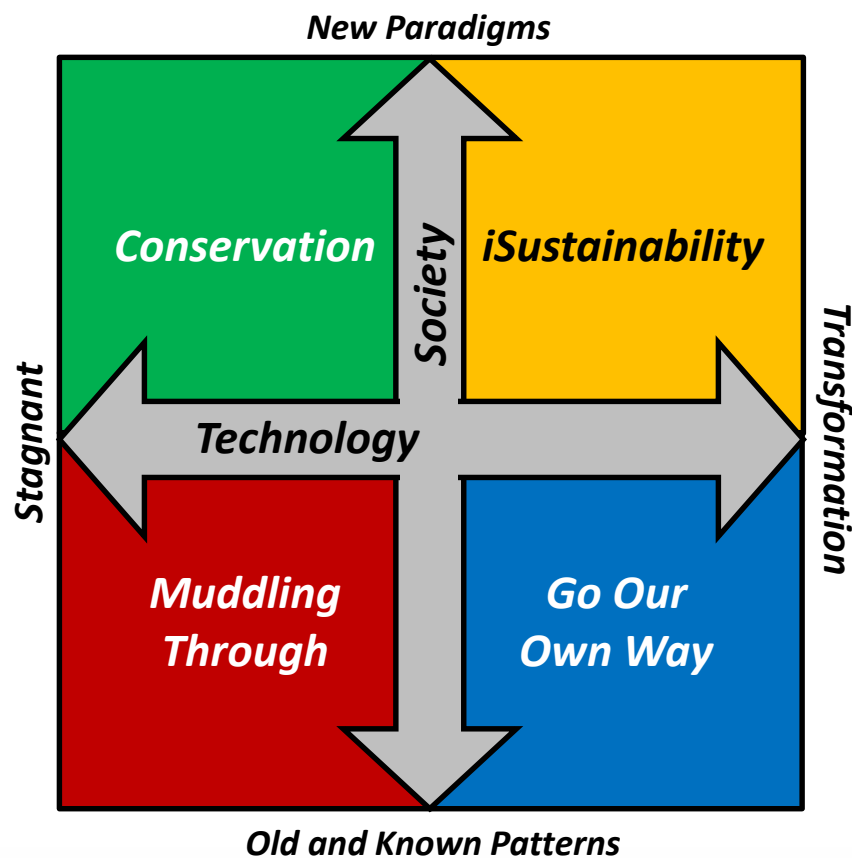 New Paradigms
Conservation
iSustainability
Society
Stagnant
Transformation
Technology
Muddling
Through
Go Our
Own Way
Old and Known Patterns